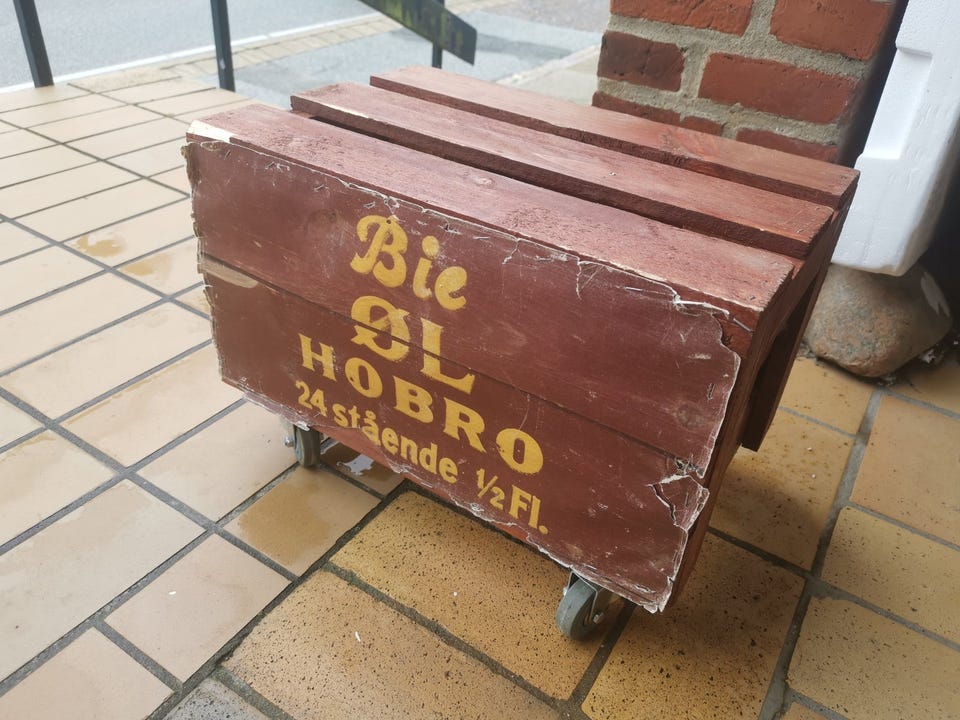 Bie
ØL
HOBRO
24 stående ½ Fl.